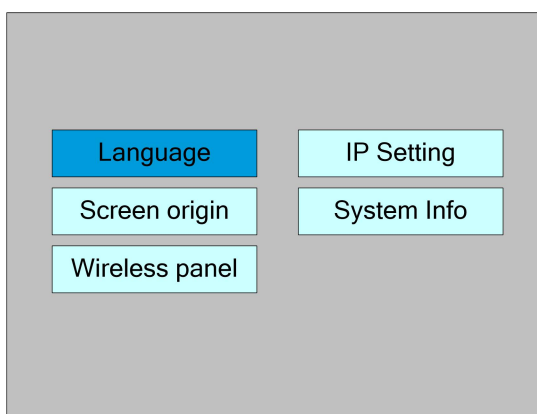 Language
IP Setting
Screen origin
System Info
Wireless panel